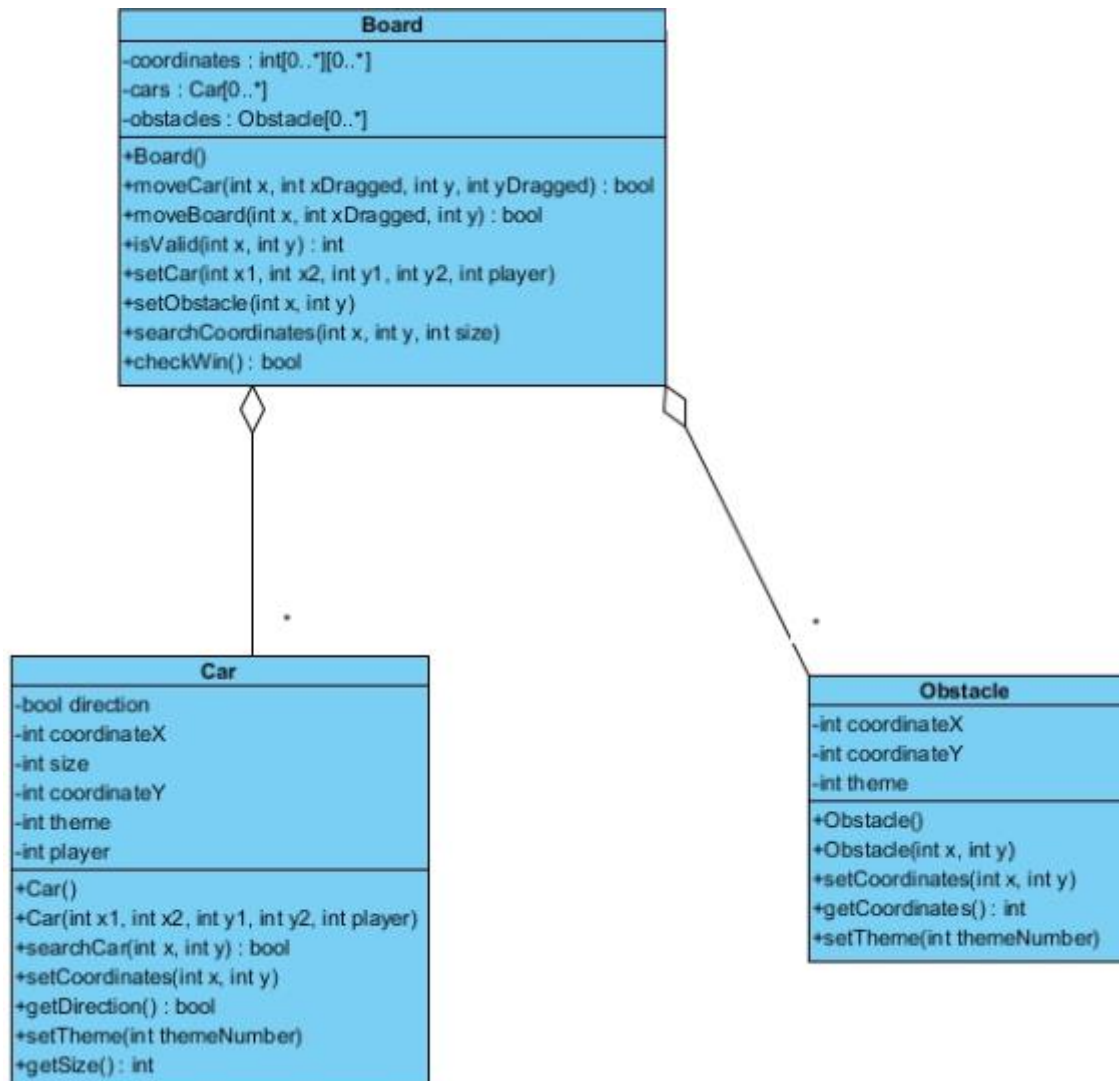 Board
-coordinates : int[0..*][0..*]
-cars : Car[0..*]
-obstacles : Obstacle[0..*]
+Board()
+moveCar(int x, int xDragged, int y, int yDragged) : bool
+moveBoard(int x, int xDragged, int y) : bool
+isValid(int x, int y) : int
+setCar(int x1, int x2, int y1, int y2, int player)
+setObstacle(int x, int y)
+searchCoordinates(int x, int y, int size)
+checkWin() : bool
*
*
Car
-bool direction
-int coordinateX
-int size
-int coordinateY
-int theme
-int player
+Car()
+Car(int x1, int x2, int y1, int y2, int player)
+searchCar(int x, int y) : bool
+setCoordinates(int x, int y)
+getDirection() : bool
+setTheme(int themeNumber)
+getSize() : int
Obstacle
-int coordinateX
-int coordinateY
-int theme
+Obstacle()
+Obstacle(int x, int y)
+setCoordinates(int x, int y)
+getCoordinates() : int
+setTheme(int themeNumber)